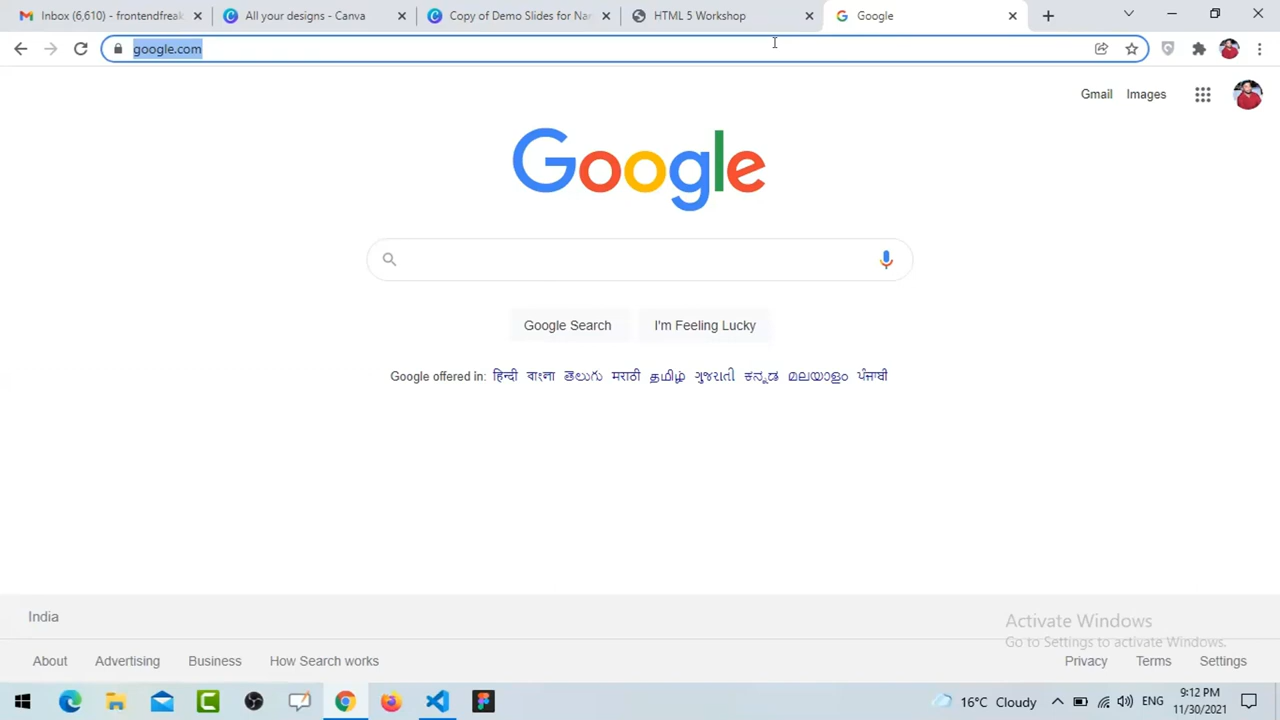 Inbox (6,610) - frontendfreak
All your designs - Canva
Copy of Demo Slides for Nar
HTML 5 Workshop
Google
google.com
Gmail Images
Google
Google Search I'm Feeling Lucky
Google offered in: हिन्दी বাংলা తెలుగు मराठी தமிழ் ગુજરાતી ಕನ್ನಡ മലയാളം ਪੰਜਾਬੀ
India
Activate Windows
Go to Settings to activate Windows.
About Advertising Business How Search works Privacy Terms Settings
16°C Cloudy ENG 9:12 PM
11/30/2021